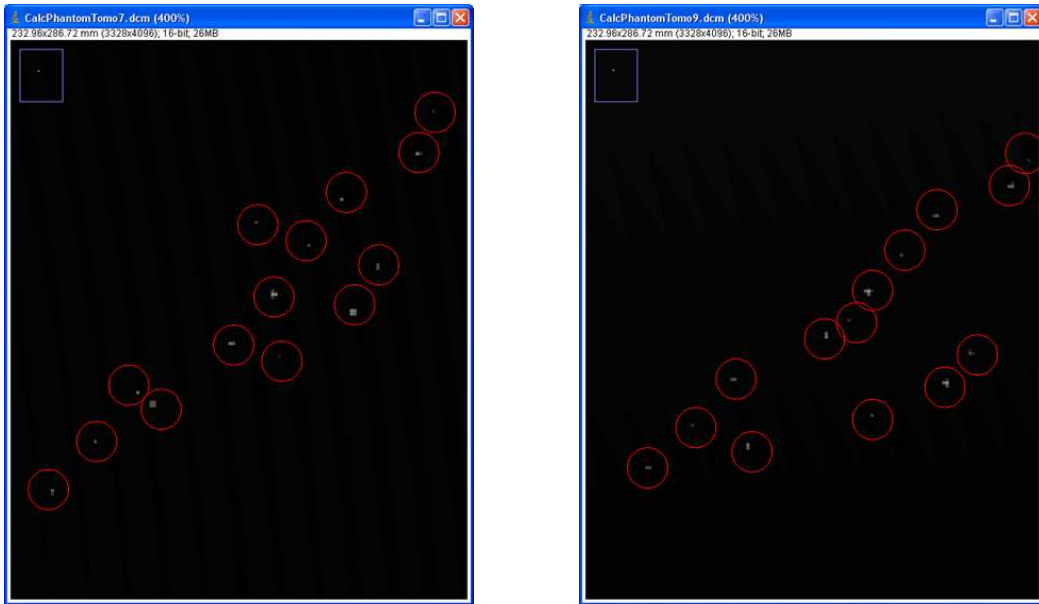 CalcPhantomTomo7.dcm (400%)
232.96x286.72 mm (3328x4096); 16-bit; 26MB
CalcPhantomTomo9.dcm (400%)
232.96x286.72 mm (3328x4096); 16-bit; 26MB